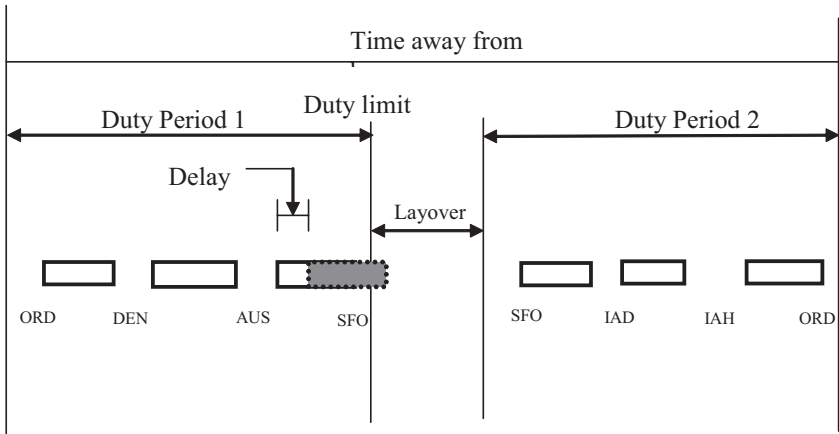 Time away from
Duty limit
Duty Period 1
Duty Period 2
Delay
Layover
ORD DEN AUS SFO SFO IAD IAH ORD